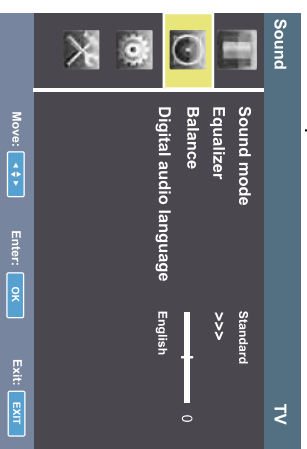 Sound TV
Sound mode Standard
Equalizer >>>
Balance 0
Digital audio language English
Move: Enter: OK Exit: EXIT